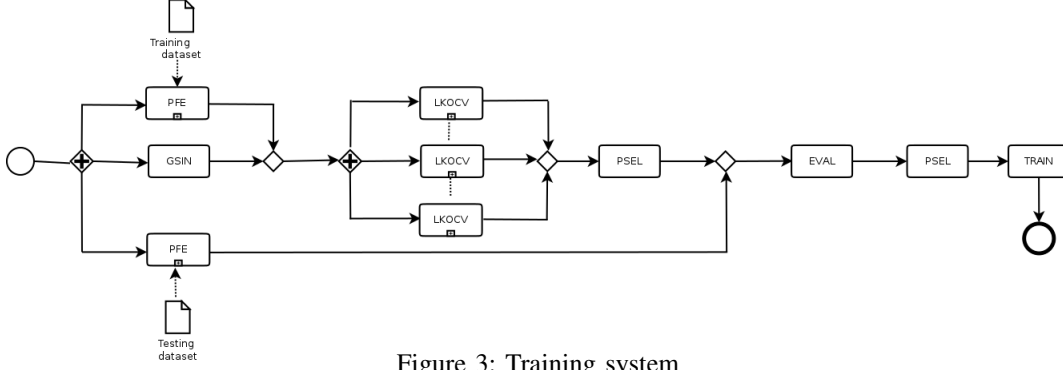 Training
dataset
PFE
LKOCV
GSIN
LKOCV
PSEL
EVAL
PSEL
TRAIN
LKOCV
PFE
Testing
dataset
Figure 3: Training system